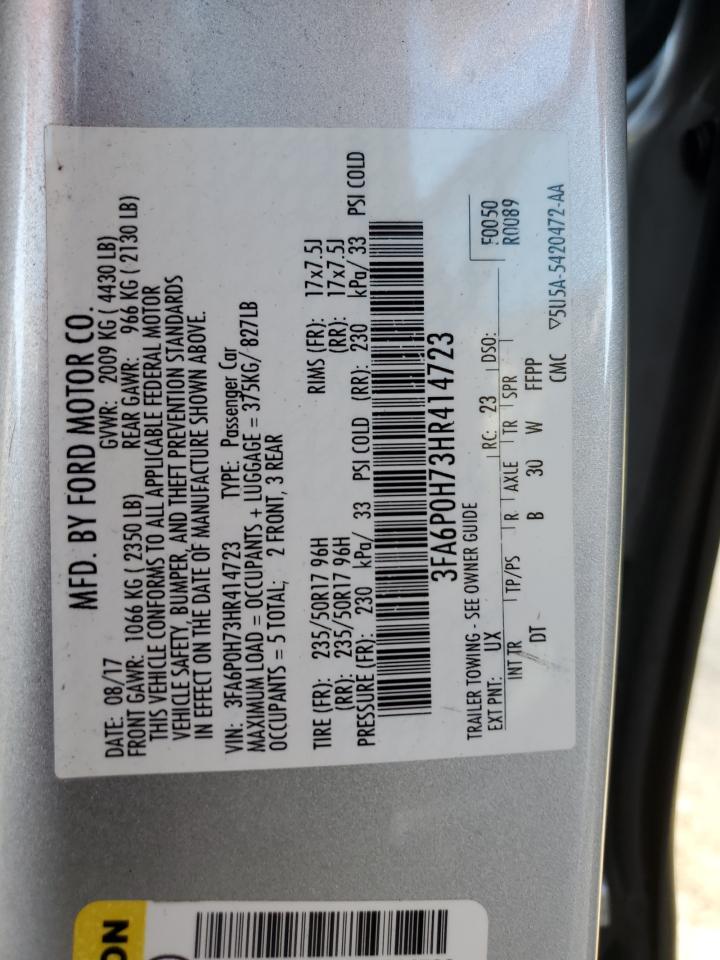 MFD. BY FORD MOTOR CO.
DATE: 08/17 GVWR: 2009 KG ( 4430 LB)
FRONT GAWR: 1066 KG ( 2350 LB) REAR GAWR: 966 KG ( 2130 LB)
THIS VEHICLE CONFORMS TO ALL APPLICABLE FEDERAL MOTOR
VEHICLE SAFETY, BUMPER, AND THEFT PREVENTION STANDARDS
IN EFFECT ON THE DATE OF MANUFACTURE SHOWN ABOVE.
VIN: 3FA6P0H73HR414723 TYPE: Passenger Car
MAXIMUM LOAD = OCCUPANTS + LUGGAGE = 375KG/ 827LB
OCCUPANTS = 5 TOTAL; 2 FRONT, 3 REAR
TIRE (FR): 235/50R17 96H RIMS (FR): 17x7.5J
(RR): 235/50R17 96H (RR): 17x7.5J
PRESSURE (FR): 230 kPa/ 33 PSI COLD (RR): 230 kPa/ 33 PSI COLD
3FA6P0H73HR414723
TRAILER TOWING - SEE OWNER GUIDE F0050
EXT PNT: UX RC: 23 DSO: R0089
INT TR TP/PS R AXLE TR SPR
DT B 30 W FFPP
CMC ▽5U5A-5420472-AA
ON